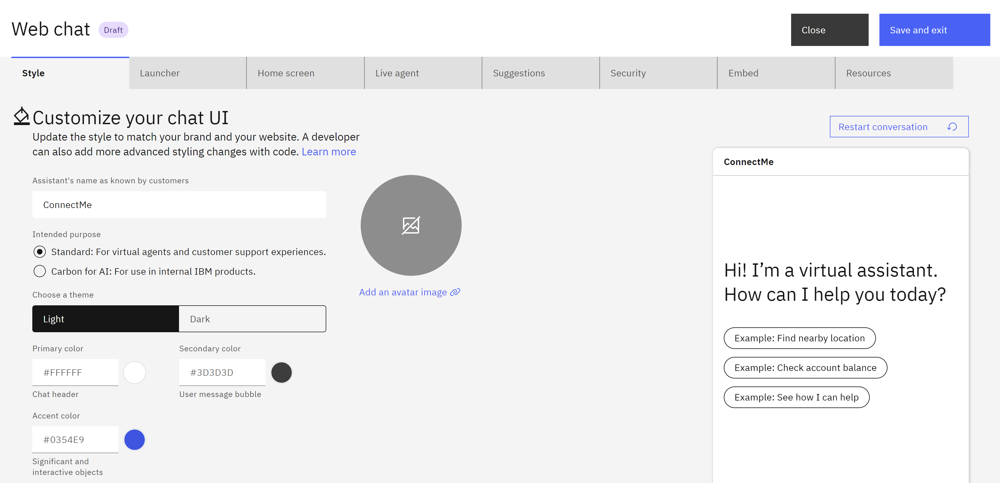 Web chat
Draft
Close
Save and exit
Style
Launcher
Home screen
Live agent
Suggestions
Security
Embed
Resources
Customize your chat UI
Update the style to match your brand and your website. A developer
can also add more advanced styling changes with code. Learn more
Assistant's name as known by customers
ConnectMe
Intended purpose
Standard: For virtual agents and customer support experiences.
Carbon for AI: For use in internal IBM products.
Choose a theme
Light
Dark
Primary color
#FFFFFF
Chat header
Secondary color
#3D3D3D
User message bubble
Accent color
#0354E9
Significant and
interactive objects
Add an avatar image
Restart conversation
ConnectMe
Hi! I’m a virtual assistant.
How can I help you today?
Example: Find nearby location
Example: Check account balance
Example: See how I can help